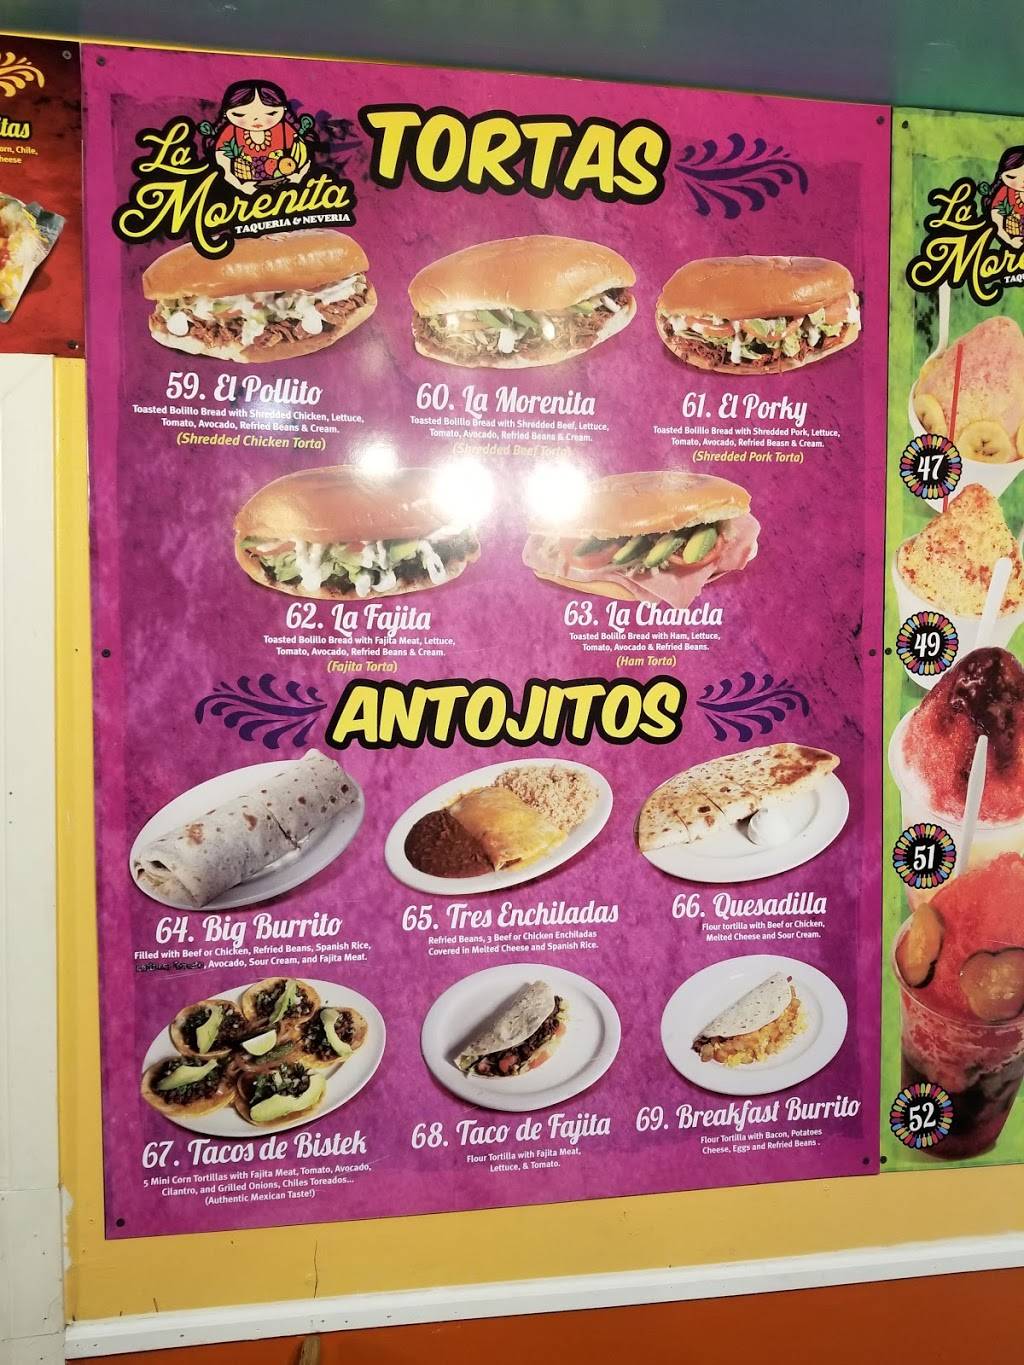 itas
orn, Chile,
cheese
La
Morenita
TAQUERIA & NEVERIA
TORTAS
59. El Pollito
Toasted Bolillo Bread with Shredded Chicken, Lettuce,
Tomato, Avocado, Refried Beans & Cream.
(Shredded Chicken Torta)
60. La Morenita
Toasted Bolillo Bread with Shredded Beef, Lettuce,
Tomato, Avocado, Refried Beans & Cream.
(Shredded Beef Torta)
61. El Porky
Toasted Bolillo Bread with Shredded Pork, Lettuce,
Tomato, Avocado, Refried Beasn & Cream.
(Shredded Pork Torta)
62. La Fajita
Toasted Bolillo Bread with Fajita Meat, Lettuce,
Tomato, Avocado, Refried Beans & Cream.
(Fajita Torta)
63. La Chancla
Toasted Bolillo Bread with Ham, Lettuce,
Tomato, Avocado & Refried Beans.
(Ham Torta)
ANTOJITOS
64. Big Burrito
Filled with Beef or Chicken, Refried Beans, Spanish Rice,
, Avocado, Sour Cream, and Fajita Meat.
65. Tres Enchiladas
Refried Beans, 3 Beef or Chicken Enchiladas
Covered in Melted Cheese and Spanish Rice.
66. Quesadilla
Flour tortilla with Beef or Chicken,
Melted Cheese and Sour Cream.
67. Tacos de Bistek
5 Mini Corn Tortillas with Fajita Meat, Tomato, Avocado,
Cilantro, and Grilled Onions, Chiles Toreados...
(Authentic Mexican Taste!)
68. Taco de Fajita
Flour Tortilla with Fajita Meat,
Lettuce, & Tomato.
69. Breakfast Burrito
Flour Tortilla with Bacon, Potatoes
Cheese, Eggs and Refried Beans .
La
More
TAQU
47
49
51
52